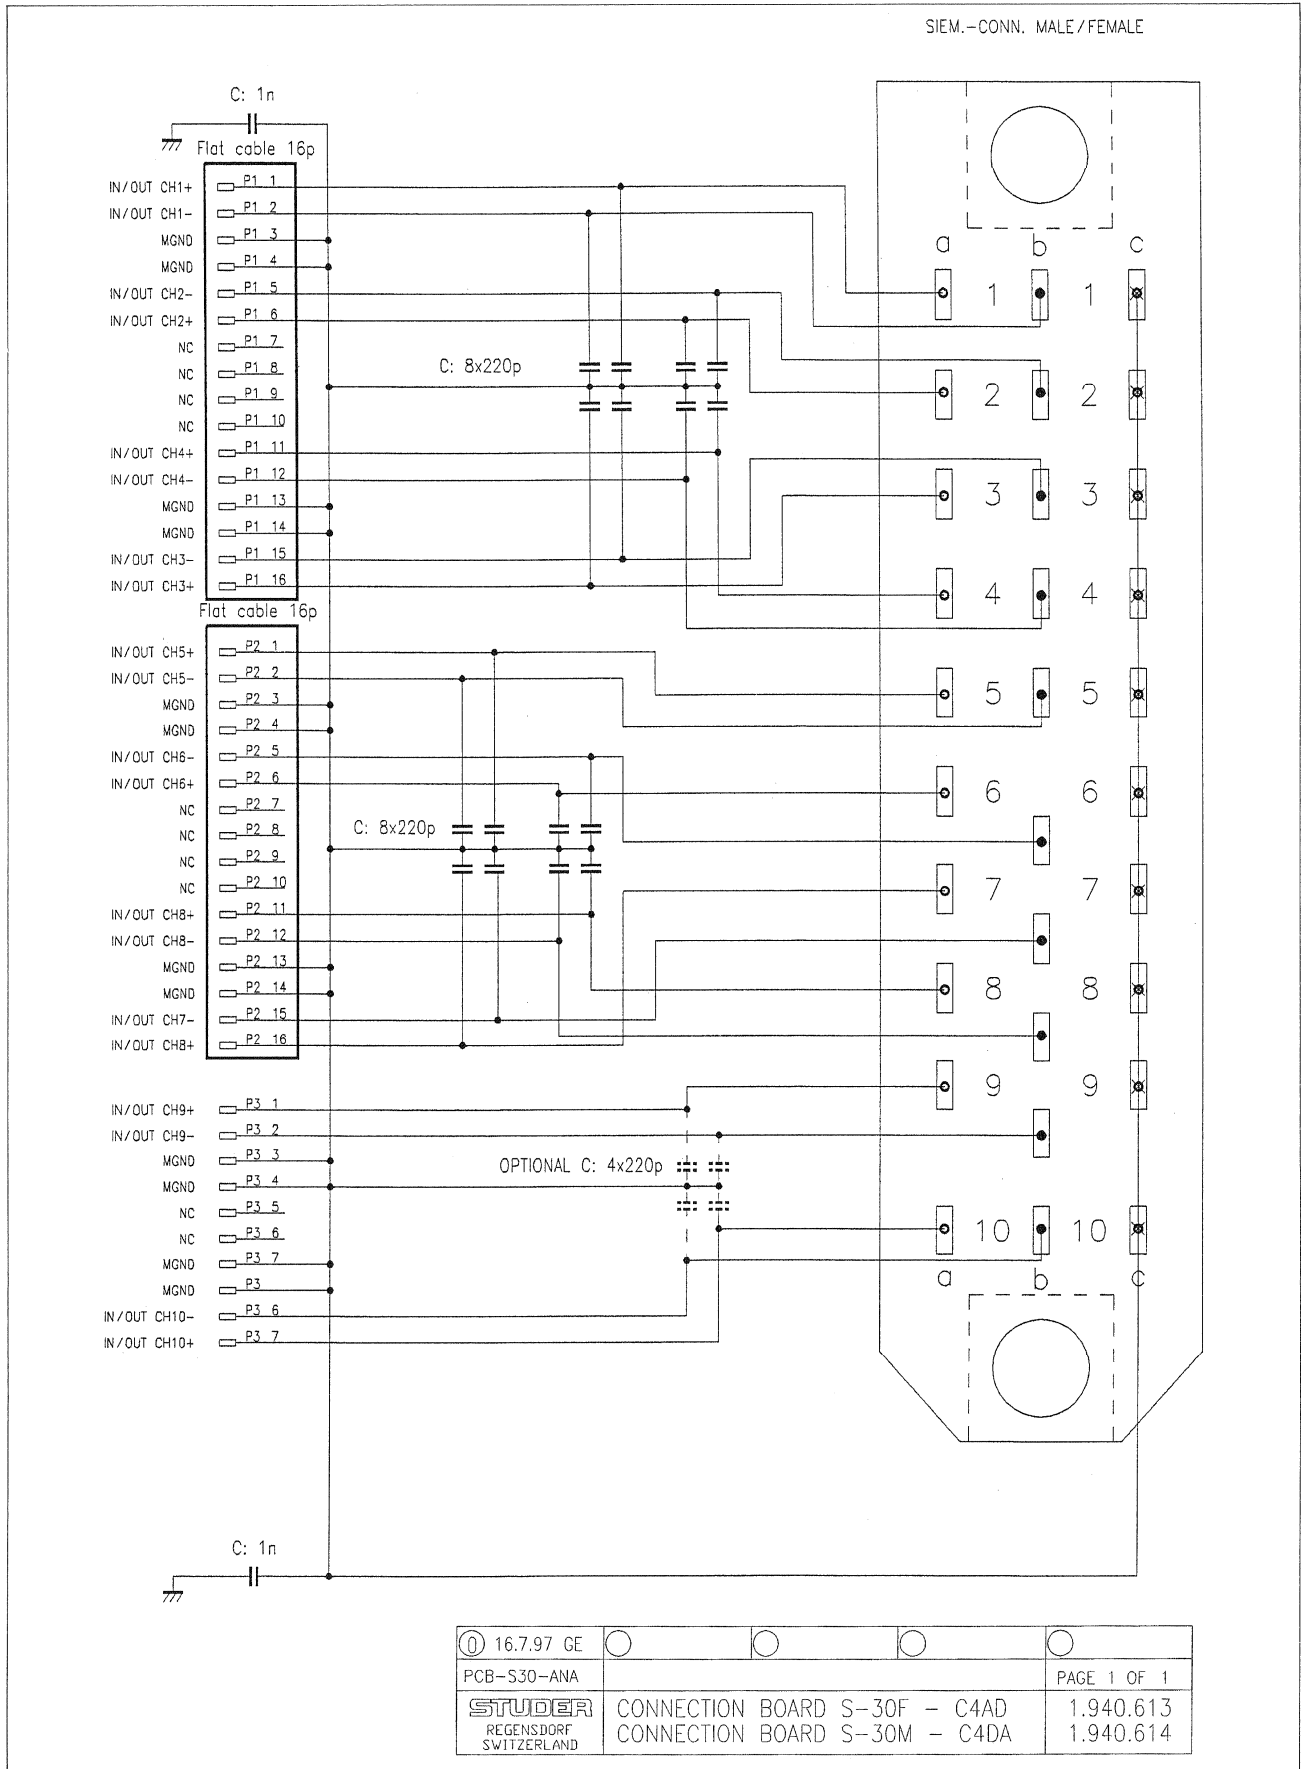 SIEM.-CONN. MALE/FEMALE
C: 1n
Flat cable 16p
IN/OUT CH1+ P1 1
IN/OUT CH1- P1 2
MGND P1 3
MGND P1 4
IN/OUT CH2- P1 5
IN/OUT CH2+ P1 6
NC P1 7
NC P1 8
NC P1 9
NC P1 10
IN/OUT CH4+ P1 11
IN/OUT CH4- P1 12
MGND P1 13
MGND P1 14
IN/OUT CH3- P1 15
IN/OUT CH3+ P1 16
C: 8x220p
Flat cable 16p
IN/OUT CH5+ P2 1
IN/OUT CH5- P2 2
MGND P2 3
MGND P2 4
IN/OUT CH6- P2 5
IN/OUT CH6+ P2 6
NC P2 7
NC P2 8
NC P2 9
NC P2 10
IN/OUT CH8+ P2 11
IN/OUT CH8- P2 12
MGND P2 13
MGND P2 14
IN/OUT CH7- P2 15
IN/OUT CH8+ P2 16
C: 8x220p
IN/OUT CH9+ P3 1
IN/OUT CH9- P3 2
MGND P3 3
MGND P3 4
NC P3 5
NC P3 6
MGND P3 7
MGND P3
IN/OUT CH10- P3 6
IN/OUT CH10+ P3 7
OPTIONAL C: 4x220p
a b c
1 1
2 2
3 3
4 4
5 5
6 6
7 7
8 8
9 9
10 10
a b c
C: 1n
0 16.7.97 GE
PCB-S30-ANA
PAGE 1 OF 1
STUDER
REGENSDORF
SWITZERLAND
CONNECTION BOARD S-30F - C4AD 1.940.613
CONNECTION BOARD S-30M - C4DA 1.940.614